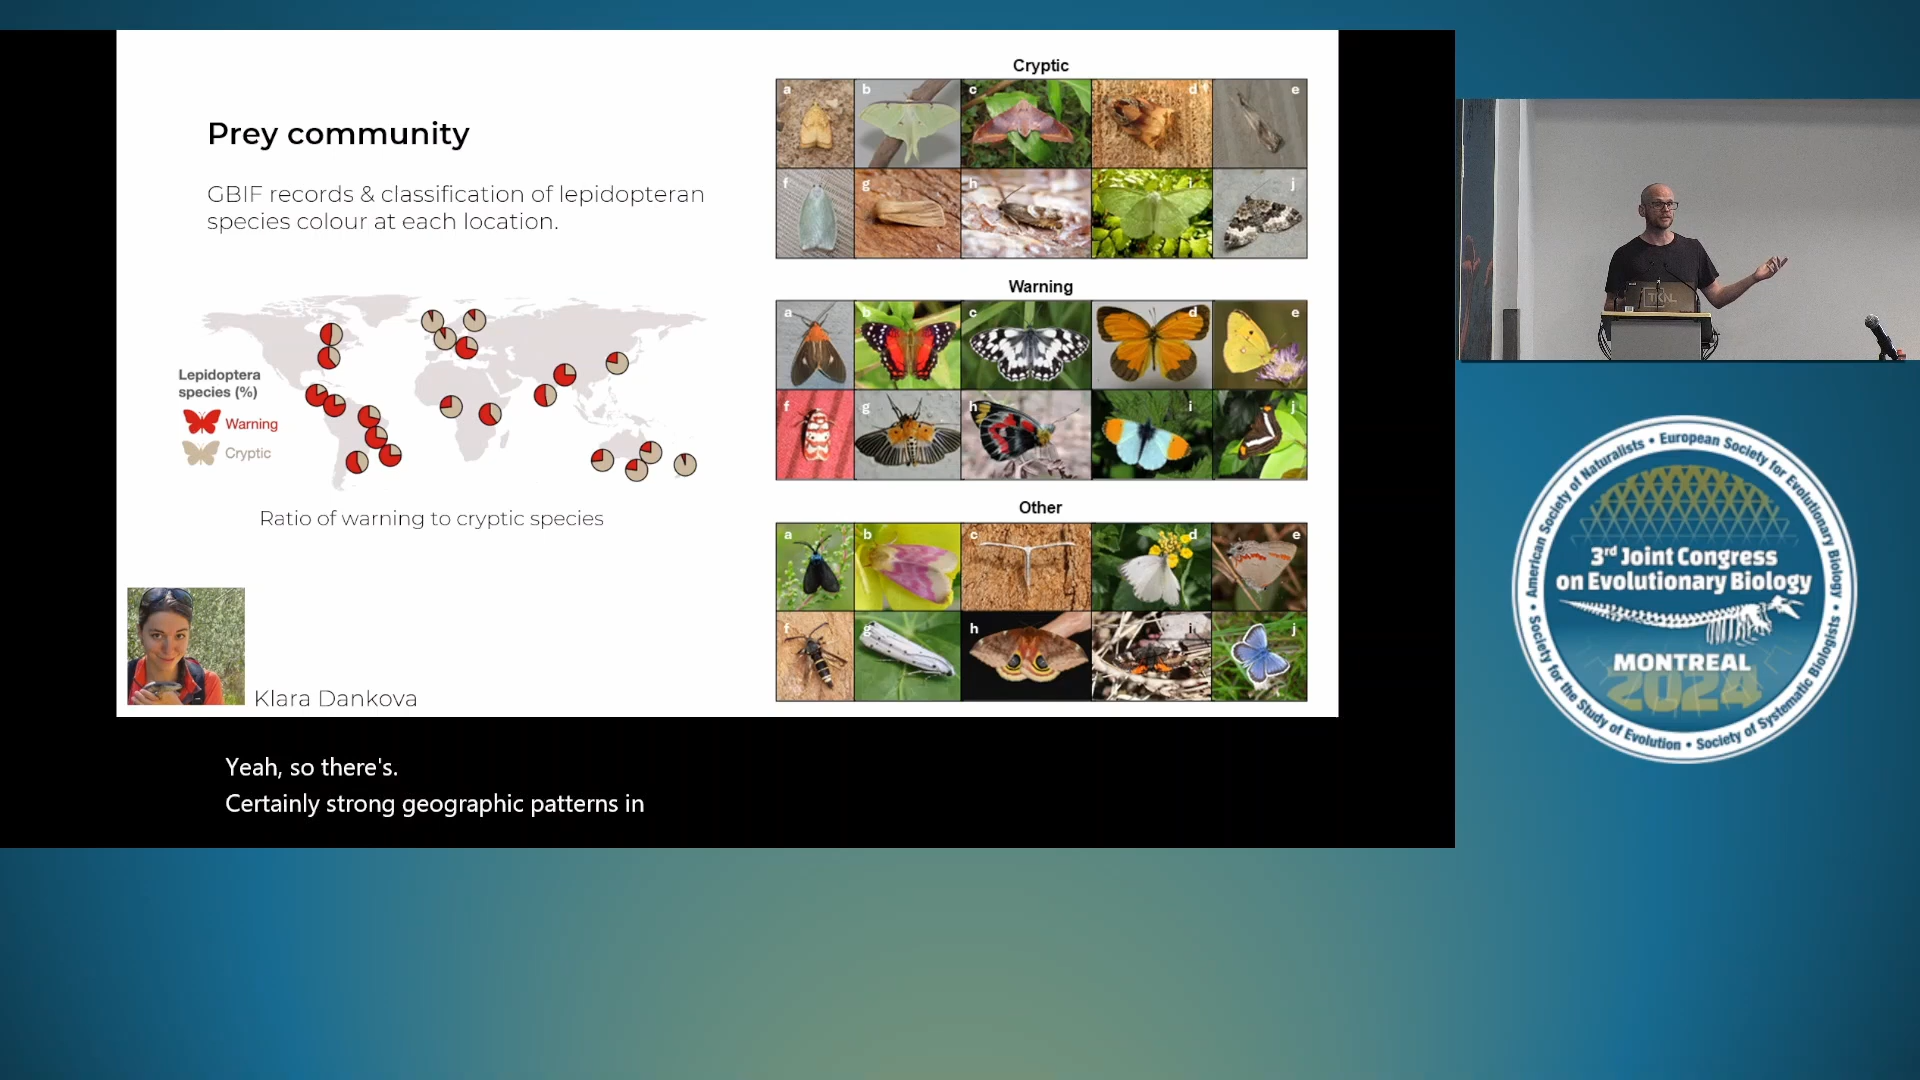 Prey community
GBIF records & classification of lepidopteran
species colour at each location.
Lepidoptera
species (%)
Warning
Cryptic
Ratio of warning to cryptic species
Klara Dankova
Cryptic
a b c d e
f g h i j
Warning
a b c d e
f g h i j
Other
a b c d e
f g h i j
Yeah, so there's.
Certainly strong geographic patterns in
American Society of Naturalists • European Society for Evolutionary Biology • Society of Systematic Biologists • Society for the Study of Evolution •
3rd Joint Congress
on Evolutionary Biology
MONTREAL
2024